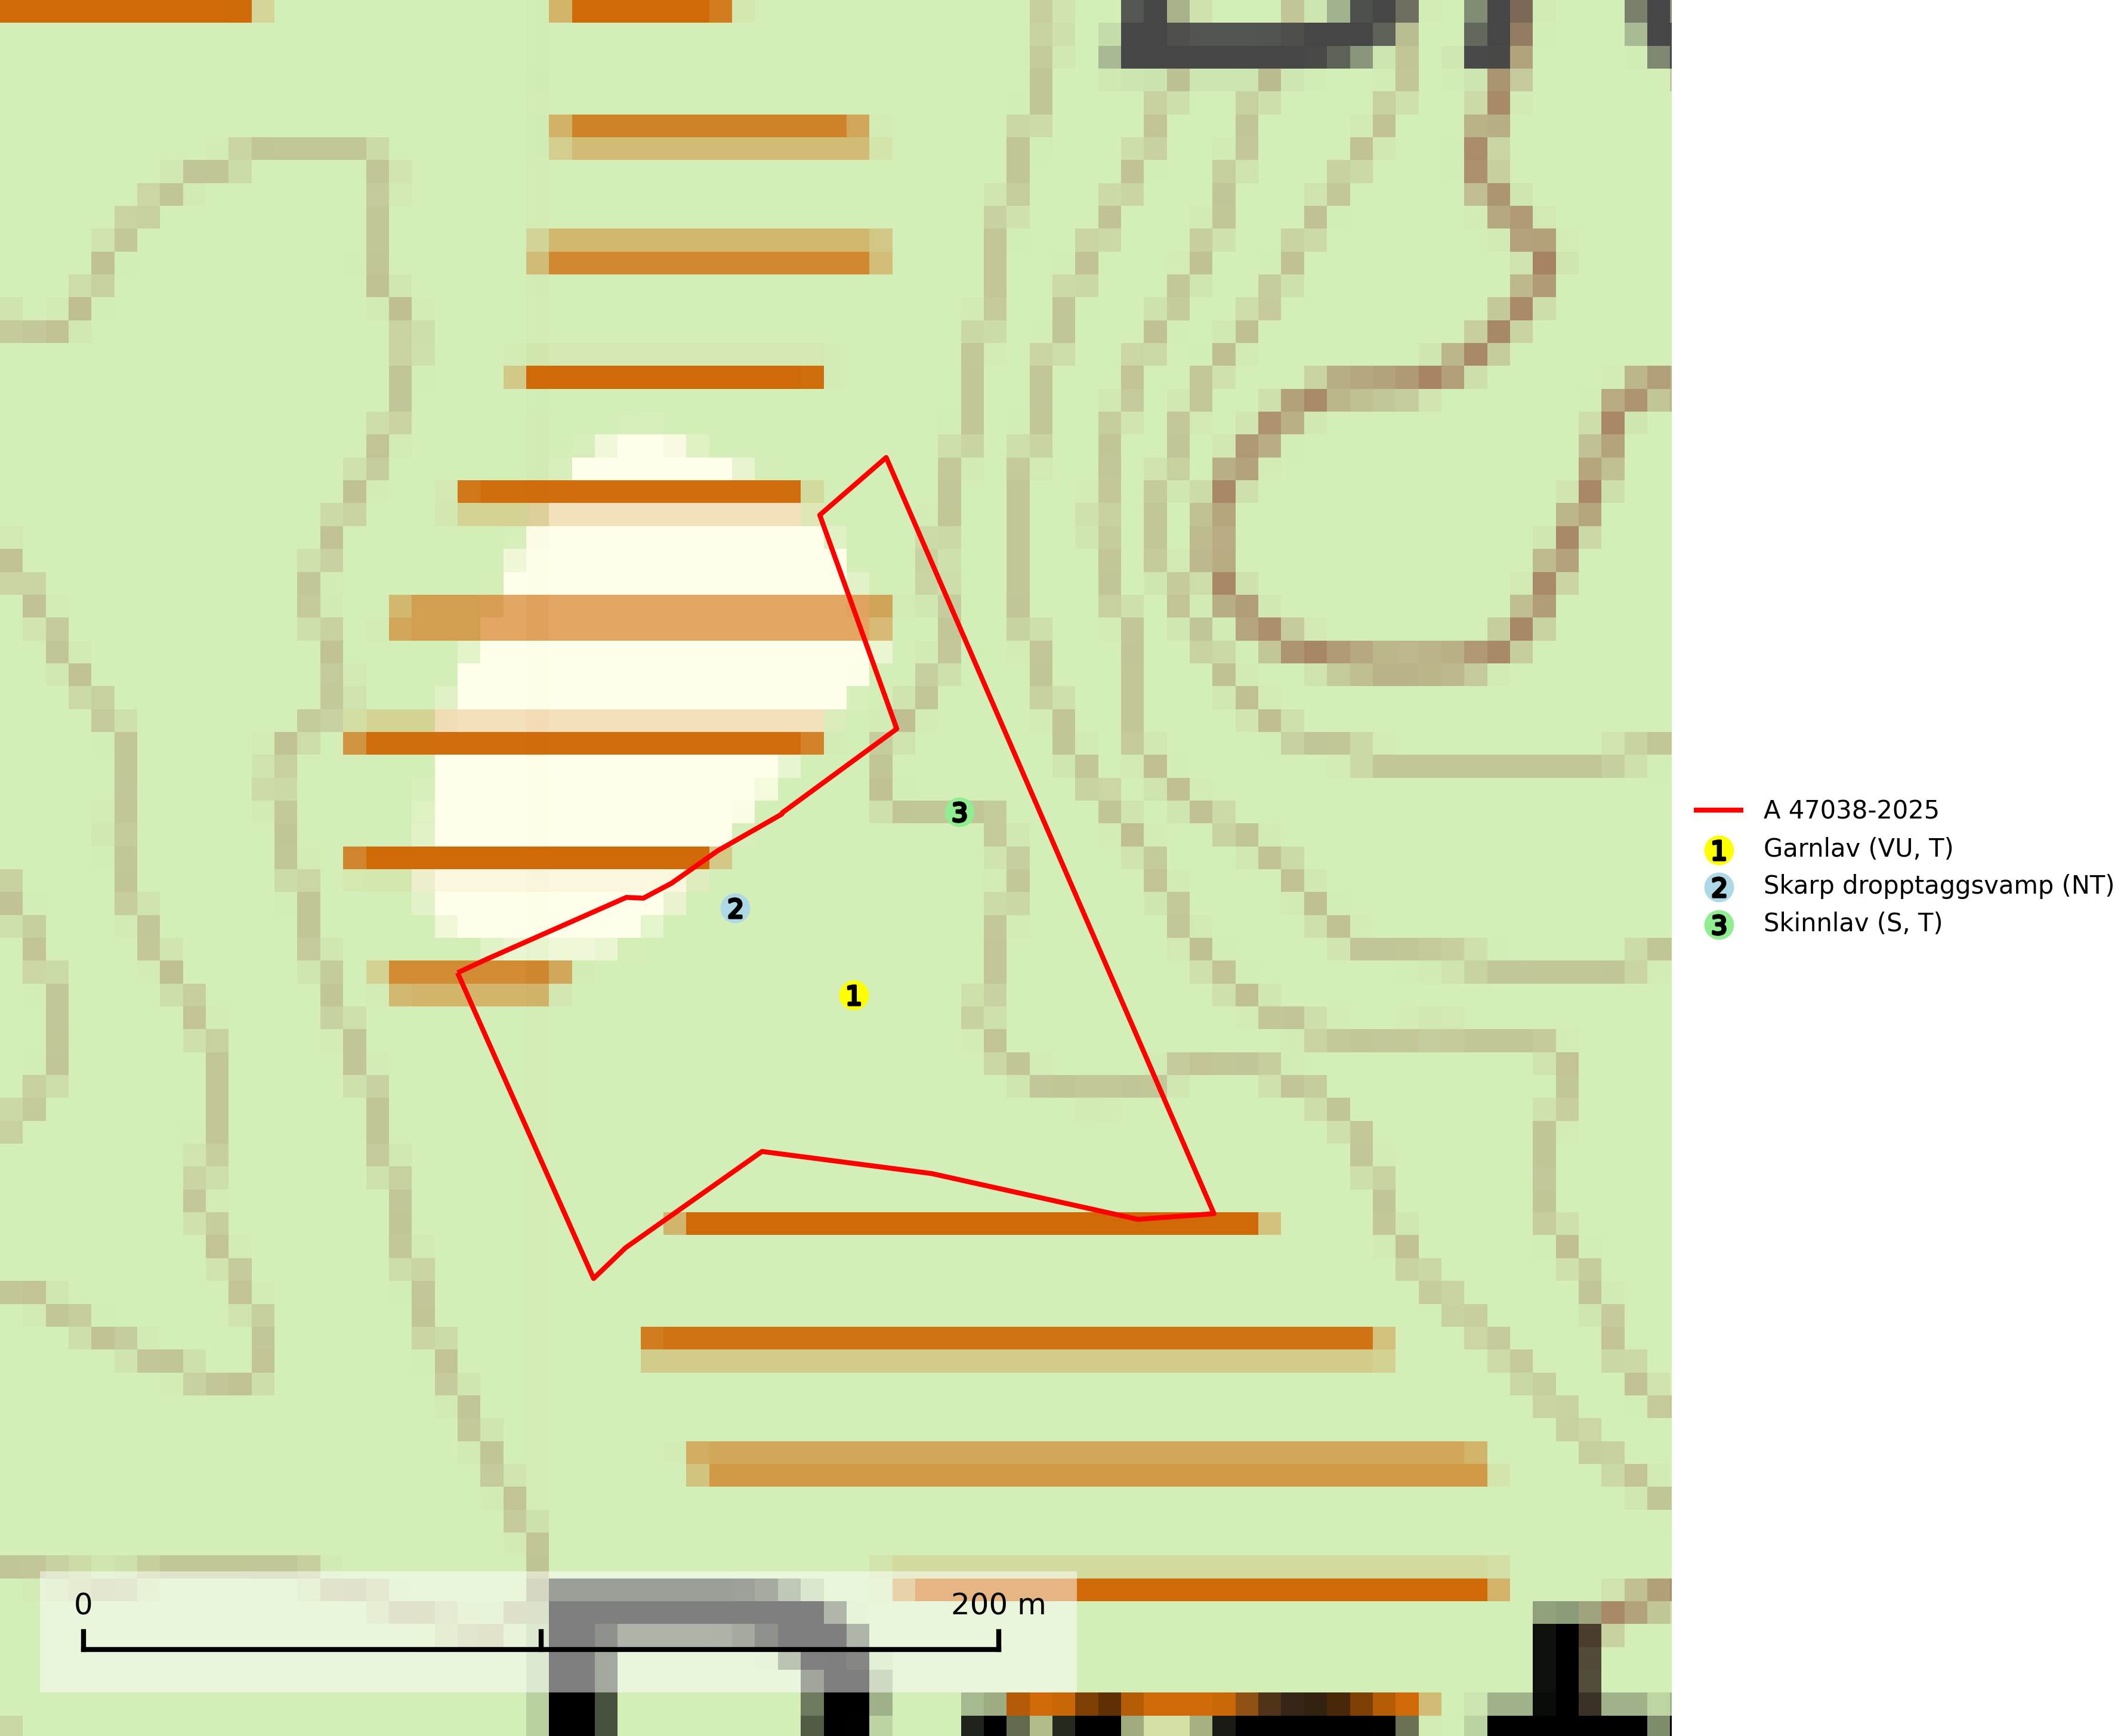 3
2
1
A 47038-2025
1 Garnlav (VU, T)
2 Skarp dropptaggsvamp (NT)
3 Skinnlav (S, T)
0 200 m